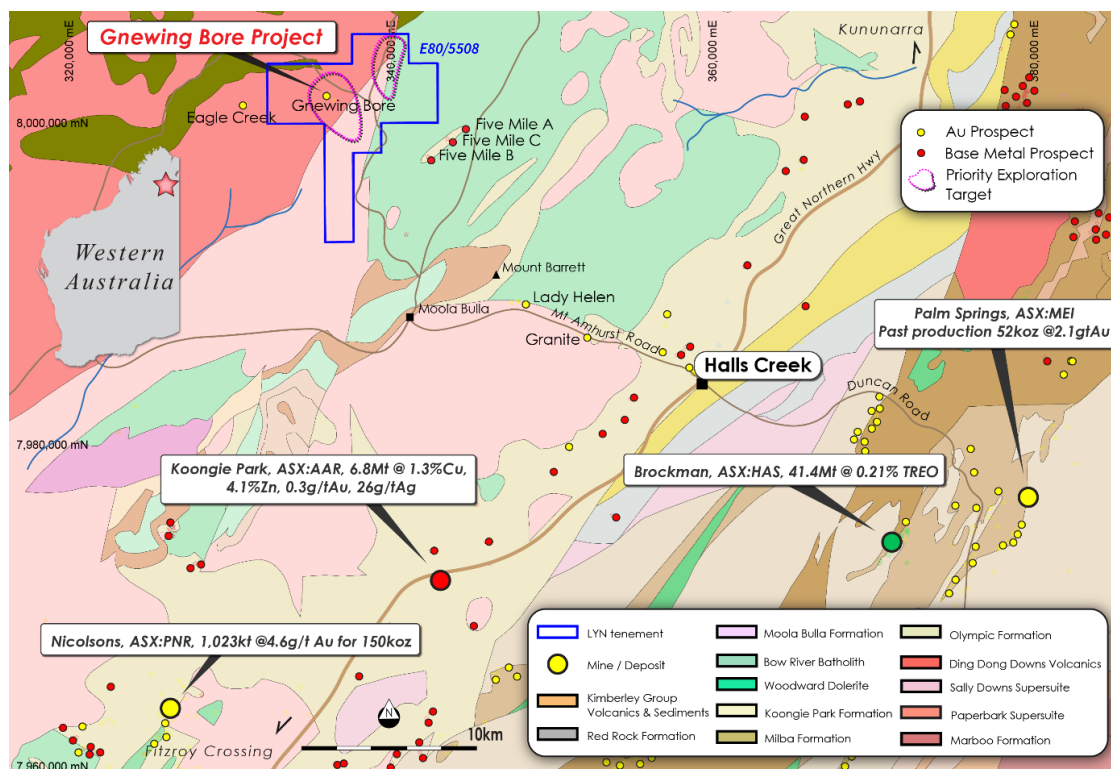 Gnewing Bore Project
320,000 mE
340,000 mE
E80/5508
360,000 mE
Kununarra
380,000 mE
8,000,000 mN
Eagle Creek
Gnewing Bore
Five Mile A
Five Mile C
Five Mile B
Au Prospect
Base Metal Prospect
Priority Exploration
Target
Great Northern Hwy
Western
Australia
Mount Barrett
Moola Bulla
Lady Helen
Mt Amhurst Road
Granite
Halls Creek
Palm Springs, ASX:MEI
Past production 52koz @2.1gtAu
Duncan Road
7,980,000 mN
Koongie Park, ASX:AAR, 6.8Mt @ 1.3%Cu,
4.1%Zn, 0.3g/tAu, 26g/tAg
Brockman, ASX:HAS, 41.4Mt @ 0.21% TREO
Nicolsons, ASX:PNR, 1,023kt @4.6g/t Au for 150koz
Fitzroy Crossing
7,960,000 mN
N
10km
LYN tenement
Mine / Deposit
Kimberley Group
Volcanics & Sediments
Red Rock Formation
Moola Bulla Formation
Bow River Batholith
Woodward Dolerite
Koongie Park Formation
Milba Formation
Olympic Formation
Ding Dong Downs Volcanics
Sally Downs Supersuite
Paperbark Supersuite
Marboo Formation